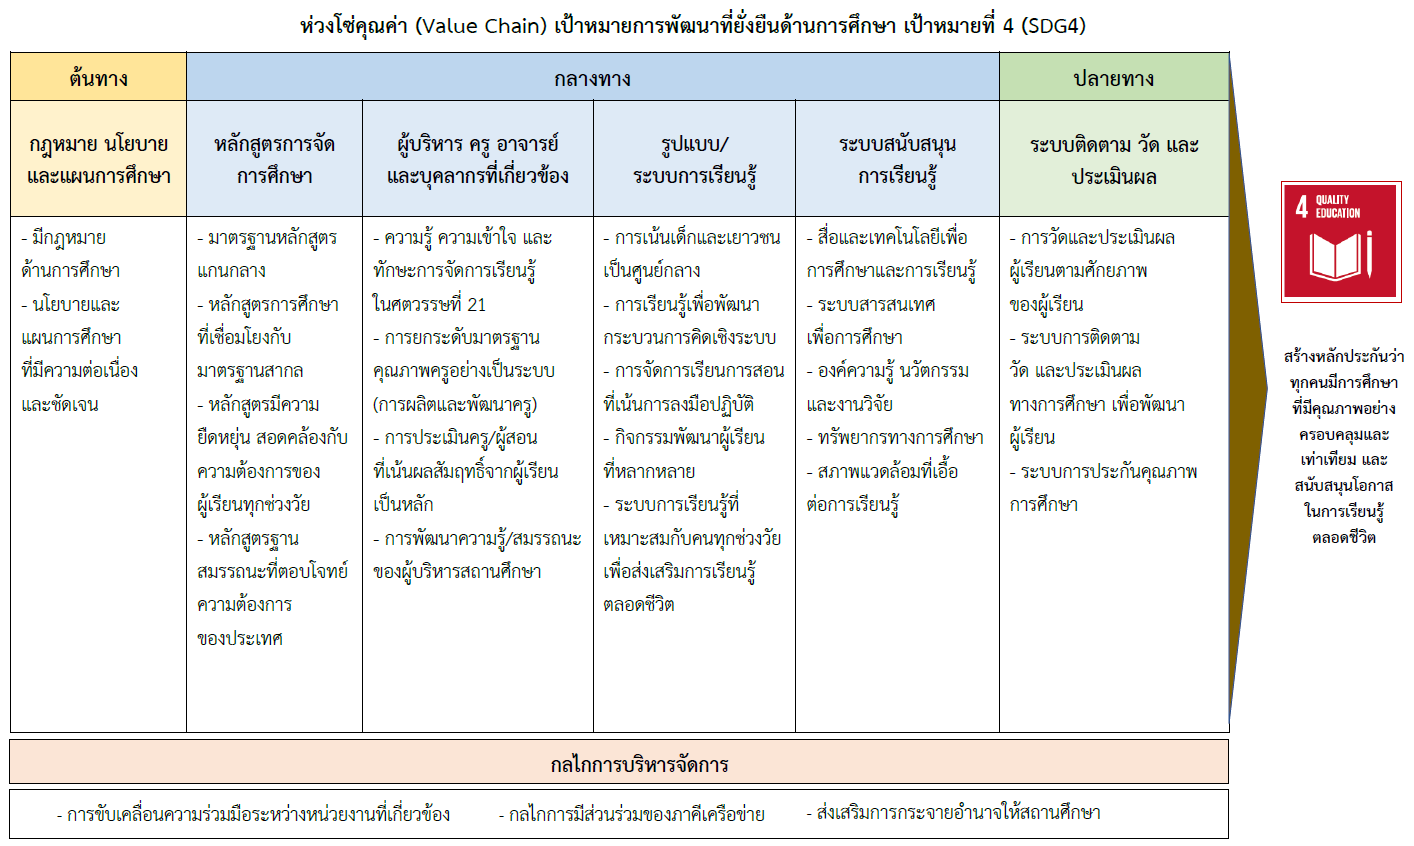 ห่วงโซ่คุณค่า (Value Chain) เป้าหมายการพัฒนาที่ยั่งยืนด้านการศึกษา เป้าหมายที่ 4 (SDG4)
ต้นทาง
กลางทาง
ปลายทาง
กฎหมาย นโยบาย
และแผนการศึกษา
หลักสูตรการจัด
การศึกษา
ผู้บริหาร ครู อาจารย์
และบุคลากรที่เกี่ยวข้อง
รูปแบบ/
ระบบการเรียนรู้
ระบบสนับสนุน
การเรียนรู้
ระบบติดตาม วัด และ
ประเมินผล
- มีกฎหมาย
ด้านการศึกษา
- นโยบายและ
แผนการศึกษา
ที่มีความต่อเนื่อง
และชัดเจน
- มาตรฐานหลักสูตร
แกนกลาง
- หลักสูตรการศึกษา
ที่เชื่อมโยงกับ
มาตรฐานสากล
- หลักสูตรมีความ
ยืดหยุ่น สอดคล้องกับ
ความต้องการของ
ผู้เรียนทุกช่วงวัย
- หลักสูตรฐาน
สมรรถนะที่ตอบโจทย์
ความต้องการ
ของประเทศ
- ความรู้ ความเข้าใจ และ
ทักษะการจัดการเรียนรู้
ในศตวรรษที่ 21
- การยกระดับมาตรฐาน
คุณภาพครูอย่างเป็นระบบ
(การผลิตและพัฒนาครู)
- การประเมินครู/ผู้สอน
ที่เน้นผลสัมฤทธิ์จากผู้เรียน
เป็นหลัก
- การพัฒนาความรู้/สมรรถนะ
ของผู้บริหารสถานศึกษา
- การเน้นเด็กและเยาวชน
เป็นศูนย์กลาง
- การเรียนรู้เพื่อพัฒนา
กระบวนการคิดเชิงระบบ
- การจัดการเรียนการสอน
ที่เน้นการลงมือปฏิบัติ
- กิจกรรมพัฒนาผู้เรียน
ที่หลากหลาย
- ระบบการเรียนรู้ที่
เหมาะสมกับคนทุกช่วงวัย
เพื่อส่งเสริมการเรียนรู้
ตลอดชีวิต
- สื่อและเทคโนโลยีเพื่อ
การศึกษาและการเรียนรู้
- ระบบสารสนเทศ
เพื่อการศึกษา
- องค์ความรู้ นวัตกรรม
และงานวิจัย
- ทรัพยากรทางการศึกษา
- สภาพแวดล้อมที่เอื้อ
ต่อการเรียนรู้
- การวัดและประเมินผล
ผู้เรียนตามศักยภาพ
ของผู้เรียน
- ระบบการติดตาม
วัด และประเมินผล
ทางการศึกษา เพื่อพัฒนา
ผู้เรียน
- ระบบการประกันคุณภาพ
การศึกษา
4 QUALITY
EDUCATION
สร้างหลักประกันว่า
ทุกคนมีการศึกษา
ที่มีคุณภาพอย่าง
ครอบคลุมและ
เท่าเทียม และ
สนับสนุนโอกาส
ในการเรียนรู้
ตลอดชีวิต
กลไกการบริหารจัดการ
- การขับเคลื่อนความร่วมมือระหว่างหน่วยงานที่เกี่ยวข้อง
- กลไกการมีส่วนร่วมของภาคีเครือข่าย
- ส่งเสริมการกระจายอำนาจให้สถานศึกษา